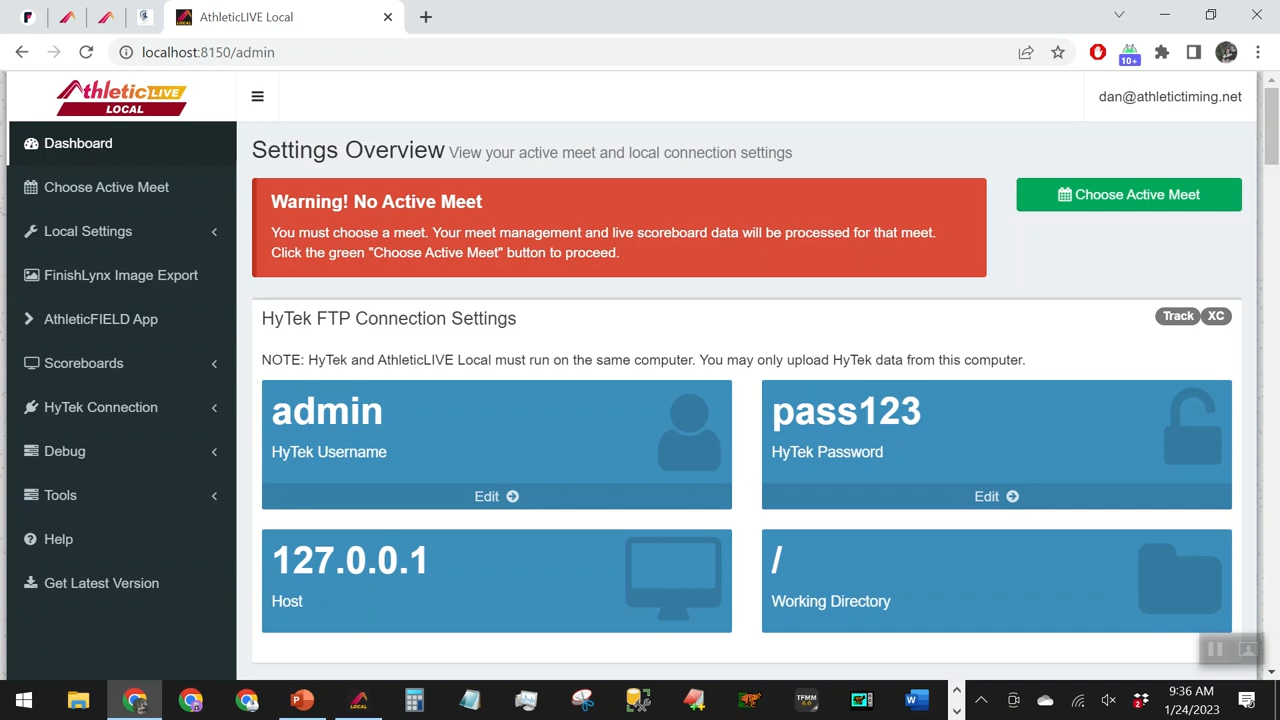 AthleticLIVE Local
localhost:8150/admin
10+
AthleticLIVE
LOCAL
dan@athletictiming.net
Dashboard
Choose Active Meet
Local Settings
FinishLynx Image Export
AthleticFIELD App
Scoreboards
HyTek Connection
Debug
Tools
Help
Get Latest Version
Settings Overview View your active meet and local connection settings
Warning! No Active Meet
You must choose a meet. Your meet management and live scoreboard data will be processed for that meet.
Click the green "Choose Active Meet" button to proceed.
Choose Active Meet
HyTek FTP Connection Settings
Track XC
NOTE: HyTek and AthleticLIVE Local must run on the same computer. You may only upload HyTek data from this computer.
admin
HyTek Username
Edit
pass123
HyTek Password
Edit
127.0.0.1
Host
/
Working Directory
LOCAL
TFMM
6.0
2
9:36 AM
1/24/2023